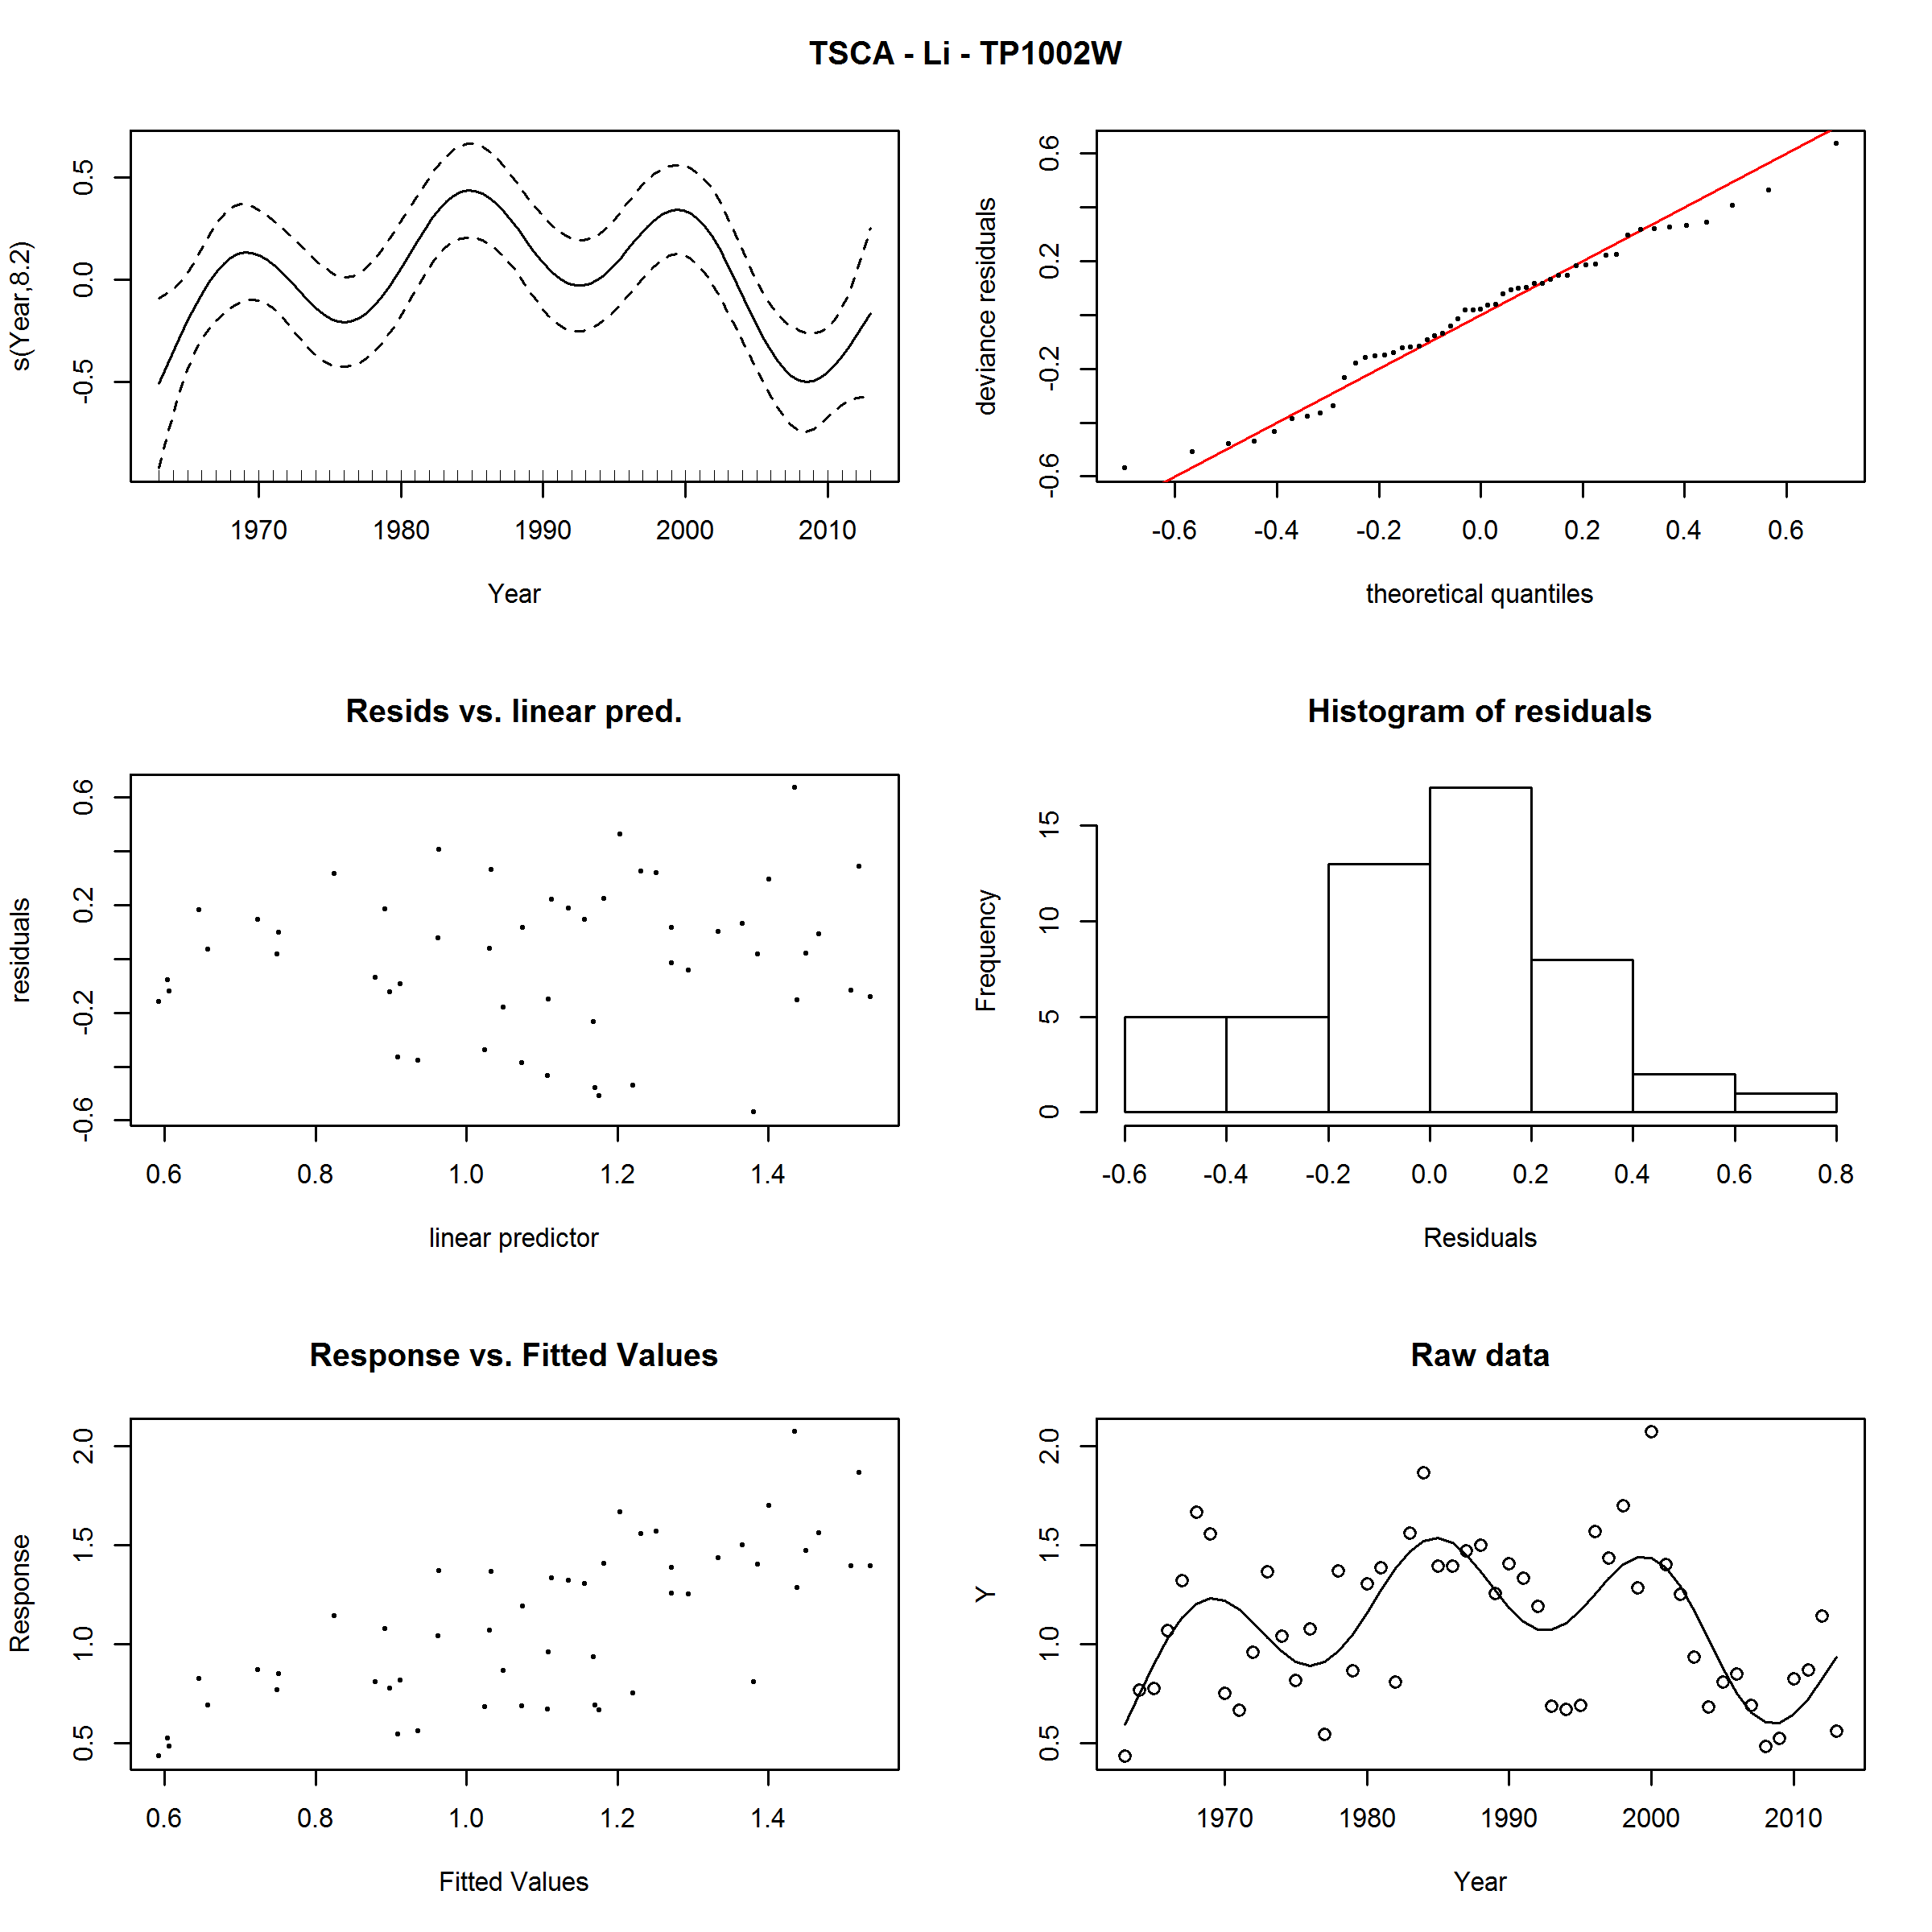 TSCA - Li - TP1002W
s(Year,8.2)
0.5
0.0
-0.5
1970 1980 1990 2000 2010
Year
deviance residuals
0.6
0.2
-0.2
-0.6
-0.6 -0.4 -0.2 0.0 0.2 0.4 0.6
theoretical quantiles
Resids vs. linear pred.
residuals
0.6
0.2
-0.2
-0.6
0.6 0.8 1.0 1.2 1.4
linear predictor
Histogram of residuals
Frequency
15
10
5
0
-0.6 -0.4 -0.2 0.0 0.2 0.4 0.6 0.8
Residuals
Response vs. Fitted Values
Response
2.0
1.5
1.0
0.5
0.6 0.8 1.0 1.2 1.4
Fitted Values
Raw data
Y
2.0
1.5
1.0
0.5
1970 1980 1990 2000 2010
Year